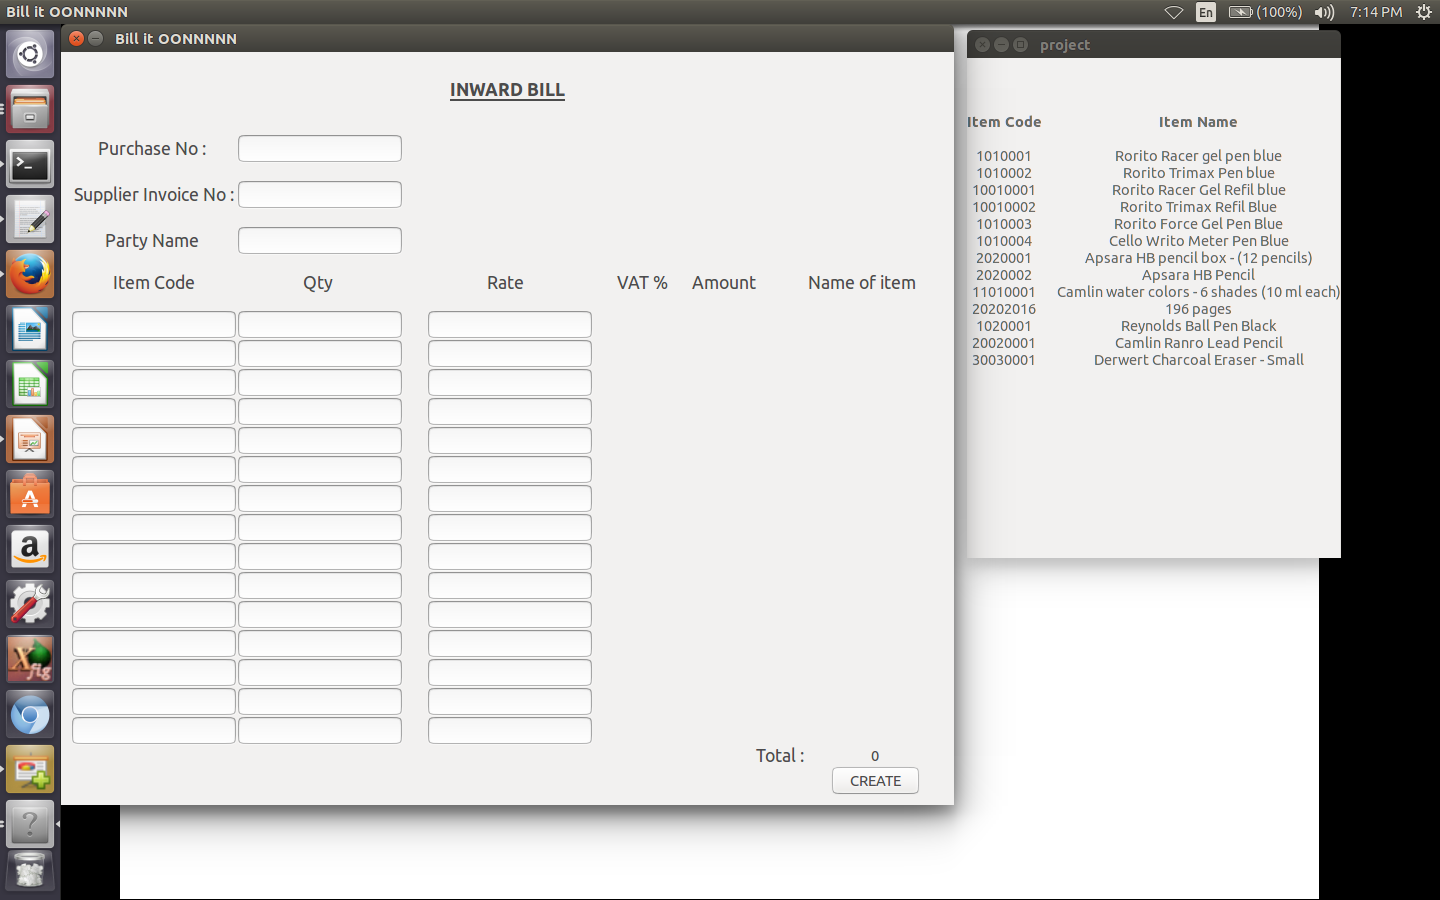 Bill it OONNNNN
En (100%) 7:14 PM
Bill it OONNNNN
INWARD BILL
Purchase No :
Supplier Invoice No :
Party Name
Item Code Qty Rate VAT % Amount Name of item
Total : 0
CREATE
project
Item Code Item Name
1010001 Rorito Racer gel pen blue
1010002 Rorito Trimax Pen blue
10010001 Rorito Racer Gel Refil blue
10010002 Rorito Trimax Refil Blue
1010003 Rorito Force Gel Pen Blue
1010004 Cello Writo Meter Pen Blue
2020001 Apsara HB pencil box - (12 pencils)
2020002 Apsara HB Pencil
11010001 Camlin water colors - 6 shades (10 ml each)
20202016 196 pages
1020001 Reynolds Ball Pen Black
20020001 Camlin Ranro Lead Pencil
30030001 Derwert Charcoal Eraser - Small
>_
A
a
X
fig
?